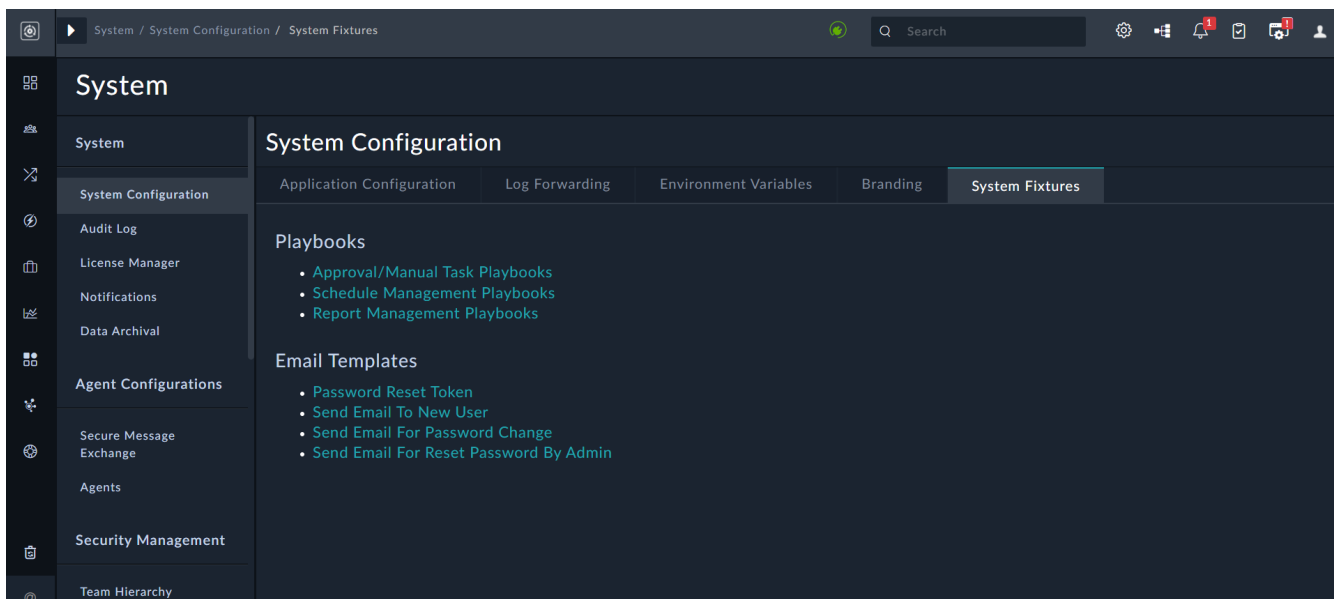 System / System Configuration / System Fixtures
Search
1
!
System
System
System Configuration
Audit Log
License Manager
Notifications
Data Archival
Agent Configurations
Secure Message
Exchange
Agents
Security Management
Team Hierarchy
System Configuration
Application Configuration
Log Forwarding
Environment Variables
Branding
System Fixtures
Playbooks
• Approval/Manual Task Playbooks
• Schedule Management Playbooks
• Report Management Playbooks
Email Templates
• Password Reset Token
• Send Email To New User
• Send Email For Password Change
• Send Email For Reset Password By Admin